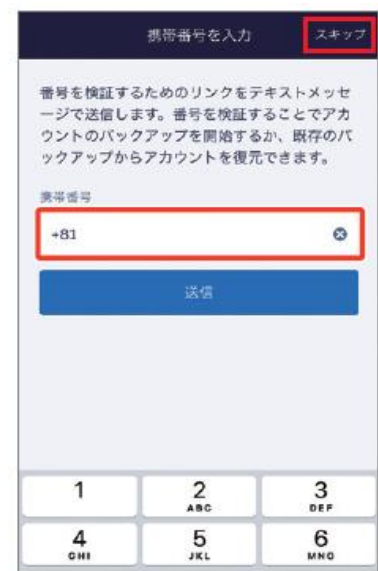 携帯番号を入力 スキップ
番号を検証するためのリンクをテキストメッセ
ージで送信します。番号を検証することでアカ
ウントのバックアップを開始するか、既存のバ
ックアップからアカウントを復元できます。
携帯番号
+81
送信
1 2 3
ABC DEF
4 5 6
GHI JKL MNO